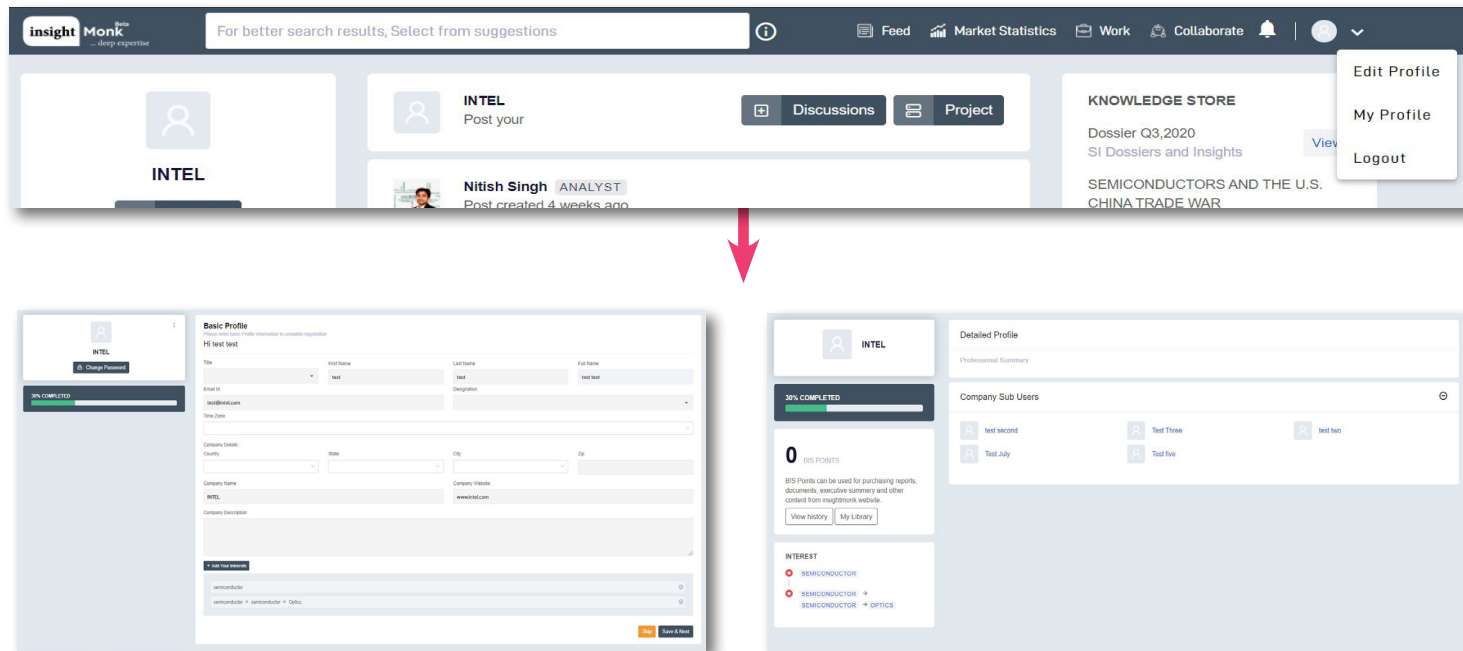 insight Monk Beta
... deep expertise
For better search results, Select from suggestions
Feed
Market Statistics
Work
Collaborate
Edit Profile
My Profile
Logout
INTEL
INTEL
Post your
Discussions
Project
Nitish Singh ANALYST
Post created 4 weeks ago
KNOWLEDGE STORE
Dossier Q3,2020
SI Dossiers and Insights
View
SEMICONDUCTORS AND THE U.S.
CHINA TRADE WAR
INTEL
Change Password
30% COMPLETED
Basic Profile
Please enter basic Profile Information to complete registration
Hi test test
Title
First Name
Last Name
Full Name
test
test
test test
Email Id
Designation
test@intel.com
Time Zone
Company Details :
Country
State
City
Zip
Company Name
Company Website
INTEL
www.intel.com
Company Description
+ Add Your Interests
semiconductor
semiconductor → semiconductor → Optics
Skip
Save & Next
INTEL
30% COMPLETED
0 BIS POINTS
BIS Points can be used for purchasing reports,
documents, executive summery and other
content from insightmonk website.
View history
My Library
INTEREST
SEMICONDUCTOR
SEMICONDUCTOR →
SEMICONDUCTOR → OPTICS
Detailed Profile
Professional Summary
Company Sub Users
test second
Test Three
test two
Test July
Test five